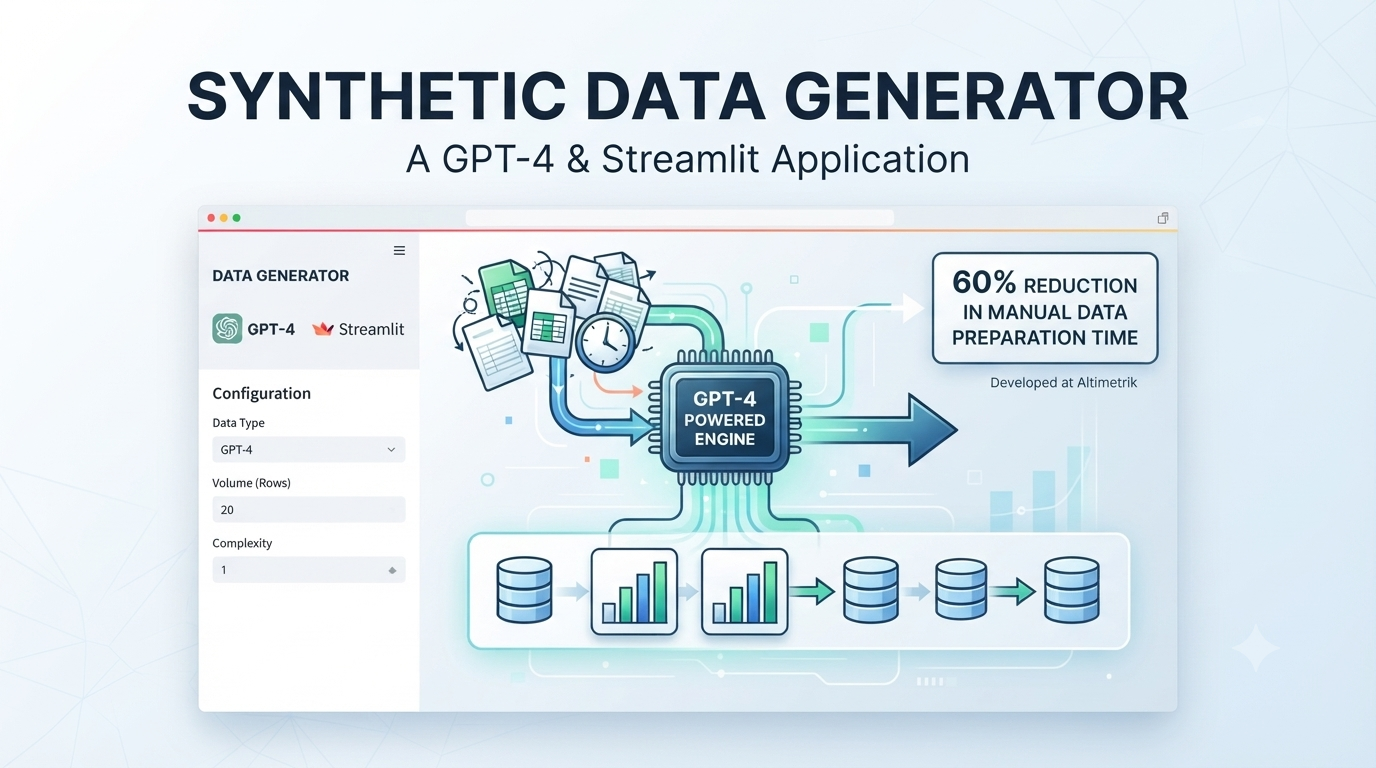 SYNTHETIC DATA GENERATOR
A GPT-4 & Streamlit Application
DATA GENERATOR
GPT-4
Streamlit
Configuration
Data Type
GPT-4
Volume (Rows)
20
Complexity
1
GPT-4
POWERED
ENGINE
60% REDUCTION
IN MANUAL DATA
PREPARATION TIME
Developed at Altimetrik